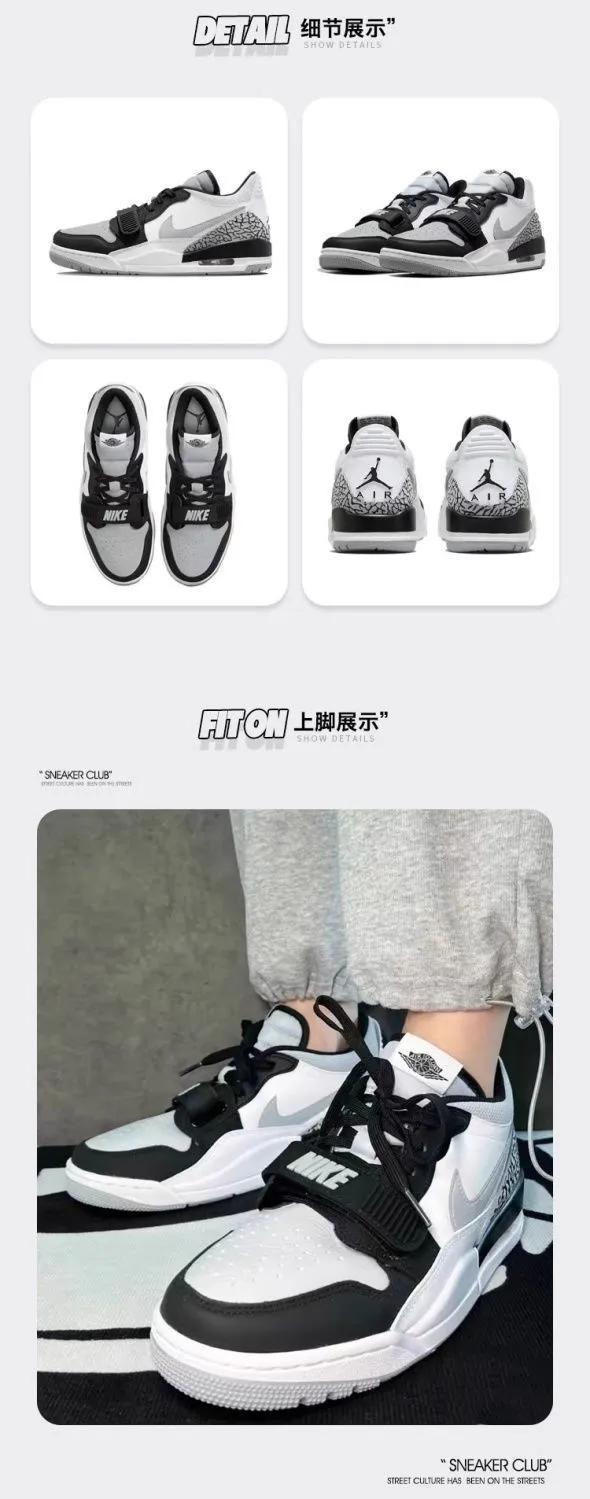 DETAIL 细节展示”
SHOW DETAILS
NIKE NIKE
AIR AIR
FIT ON 上脚展示”
SHOW DETAILS
“ SNEAKER CLUB”
STREET CULTURE HAS BEEN ON THE STREETS
NIKE
“ SNEAKER CLUB”
STREET CULTURE HAS BEEN ON THE STREETS